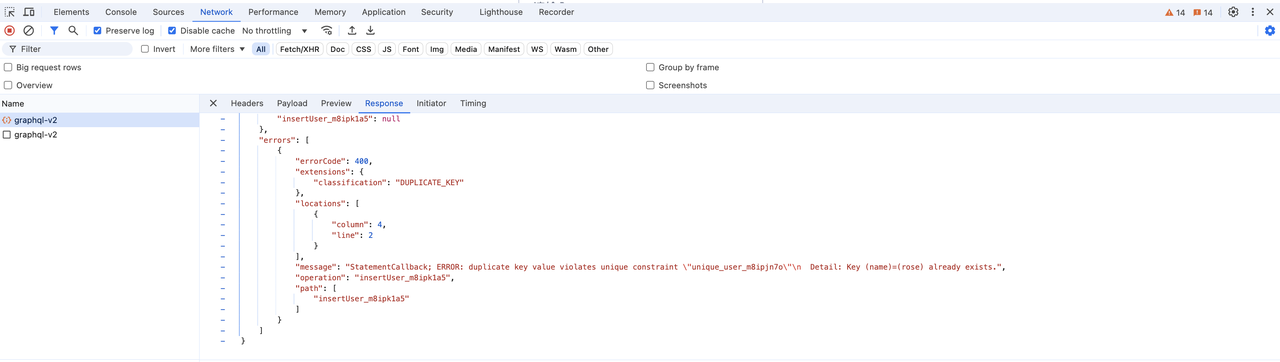 Elements Console Sources Network Performance Memory Application Security Lighthouse Recorder 14 14
Preserve log Disable cache No throttling
Filter Invert More filters All Fetch/XHR Doc CSS JS Font Img Media Manifest WS Wasm Other
Big request rows Group by frame
Overview Screenshots
Name Headers Payload Preview Response Initiator Timing
graphql-v2
graphql-v2
"insertUser_m8ipk1a5": null
},
"errors": [
{
"errorCode": 400,
"extensions": {
"classification": "DUPLICATE_KEY"
},
"locations": [
{
"column": 4,
"line": 2
}
],
"message": "StatementCallback; ERROR: duplicate key value violates unique constraint \"unique_user_m8ipjn7o\"\n  Detail: Key (name)=(rose) already exists.",
"operation": "insertUser_m8ipk1a5",
"path": [
"insertUser_m8ipk1a5"
]
}
]
}